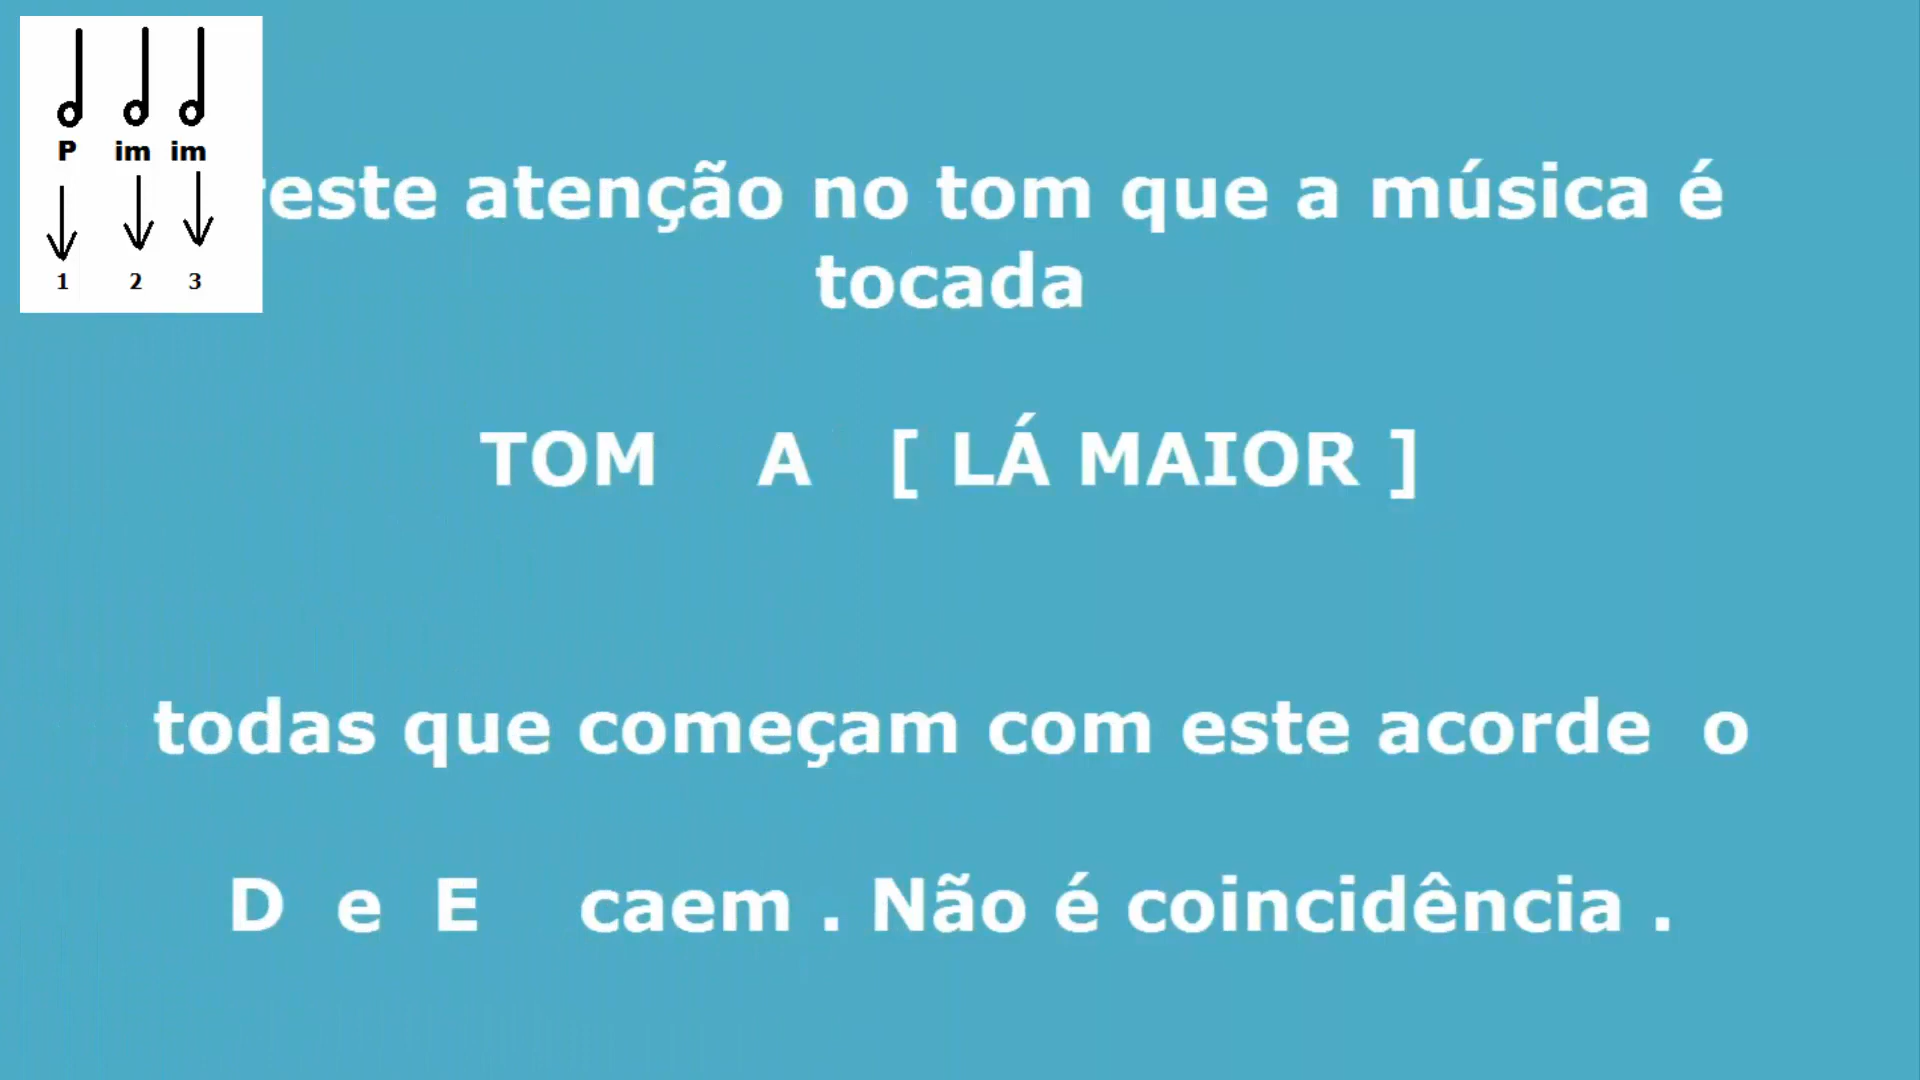 P im im
1 2 3
reste atenção no tom que a música é
tocada
TOM A [ LÁ MAIOR ]
todas que começam com este acorde o
D e E caem . Não é coincidência .